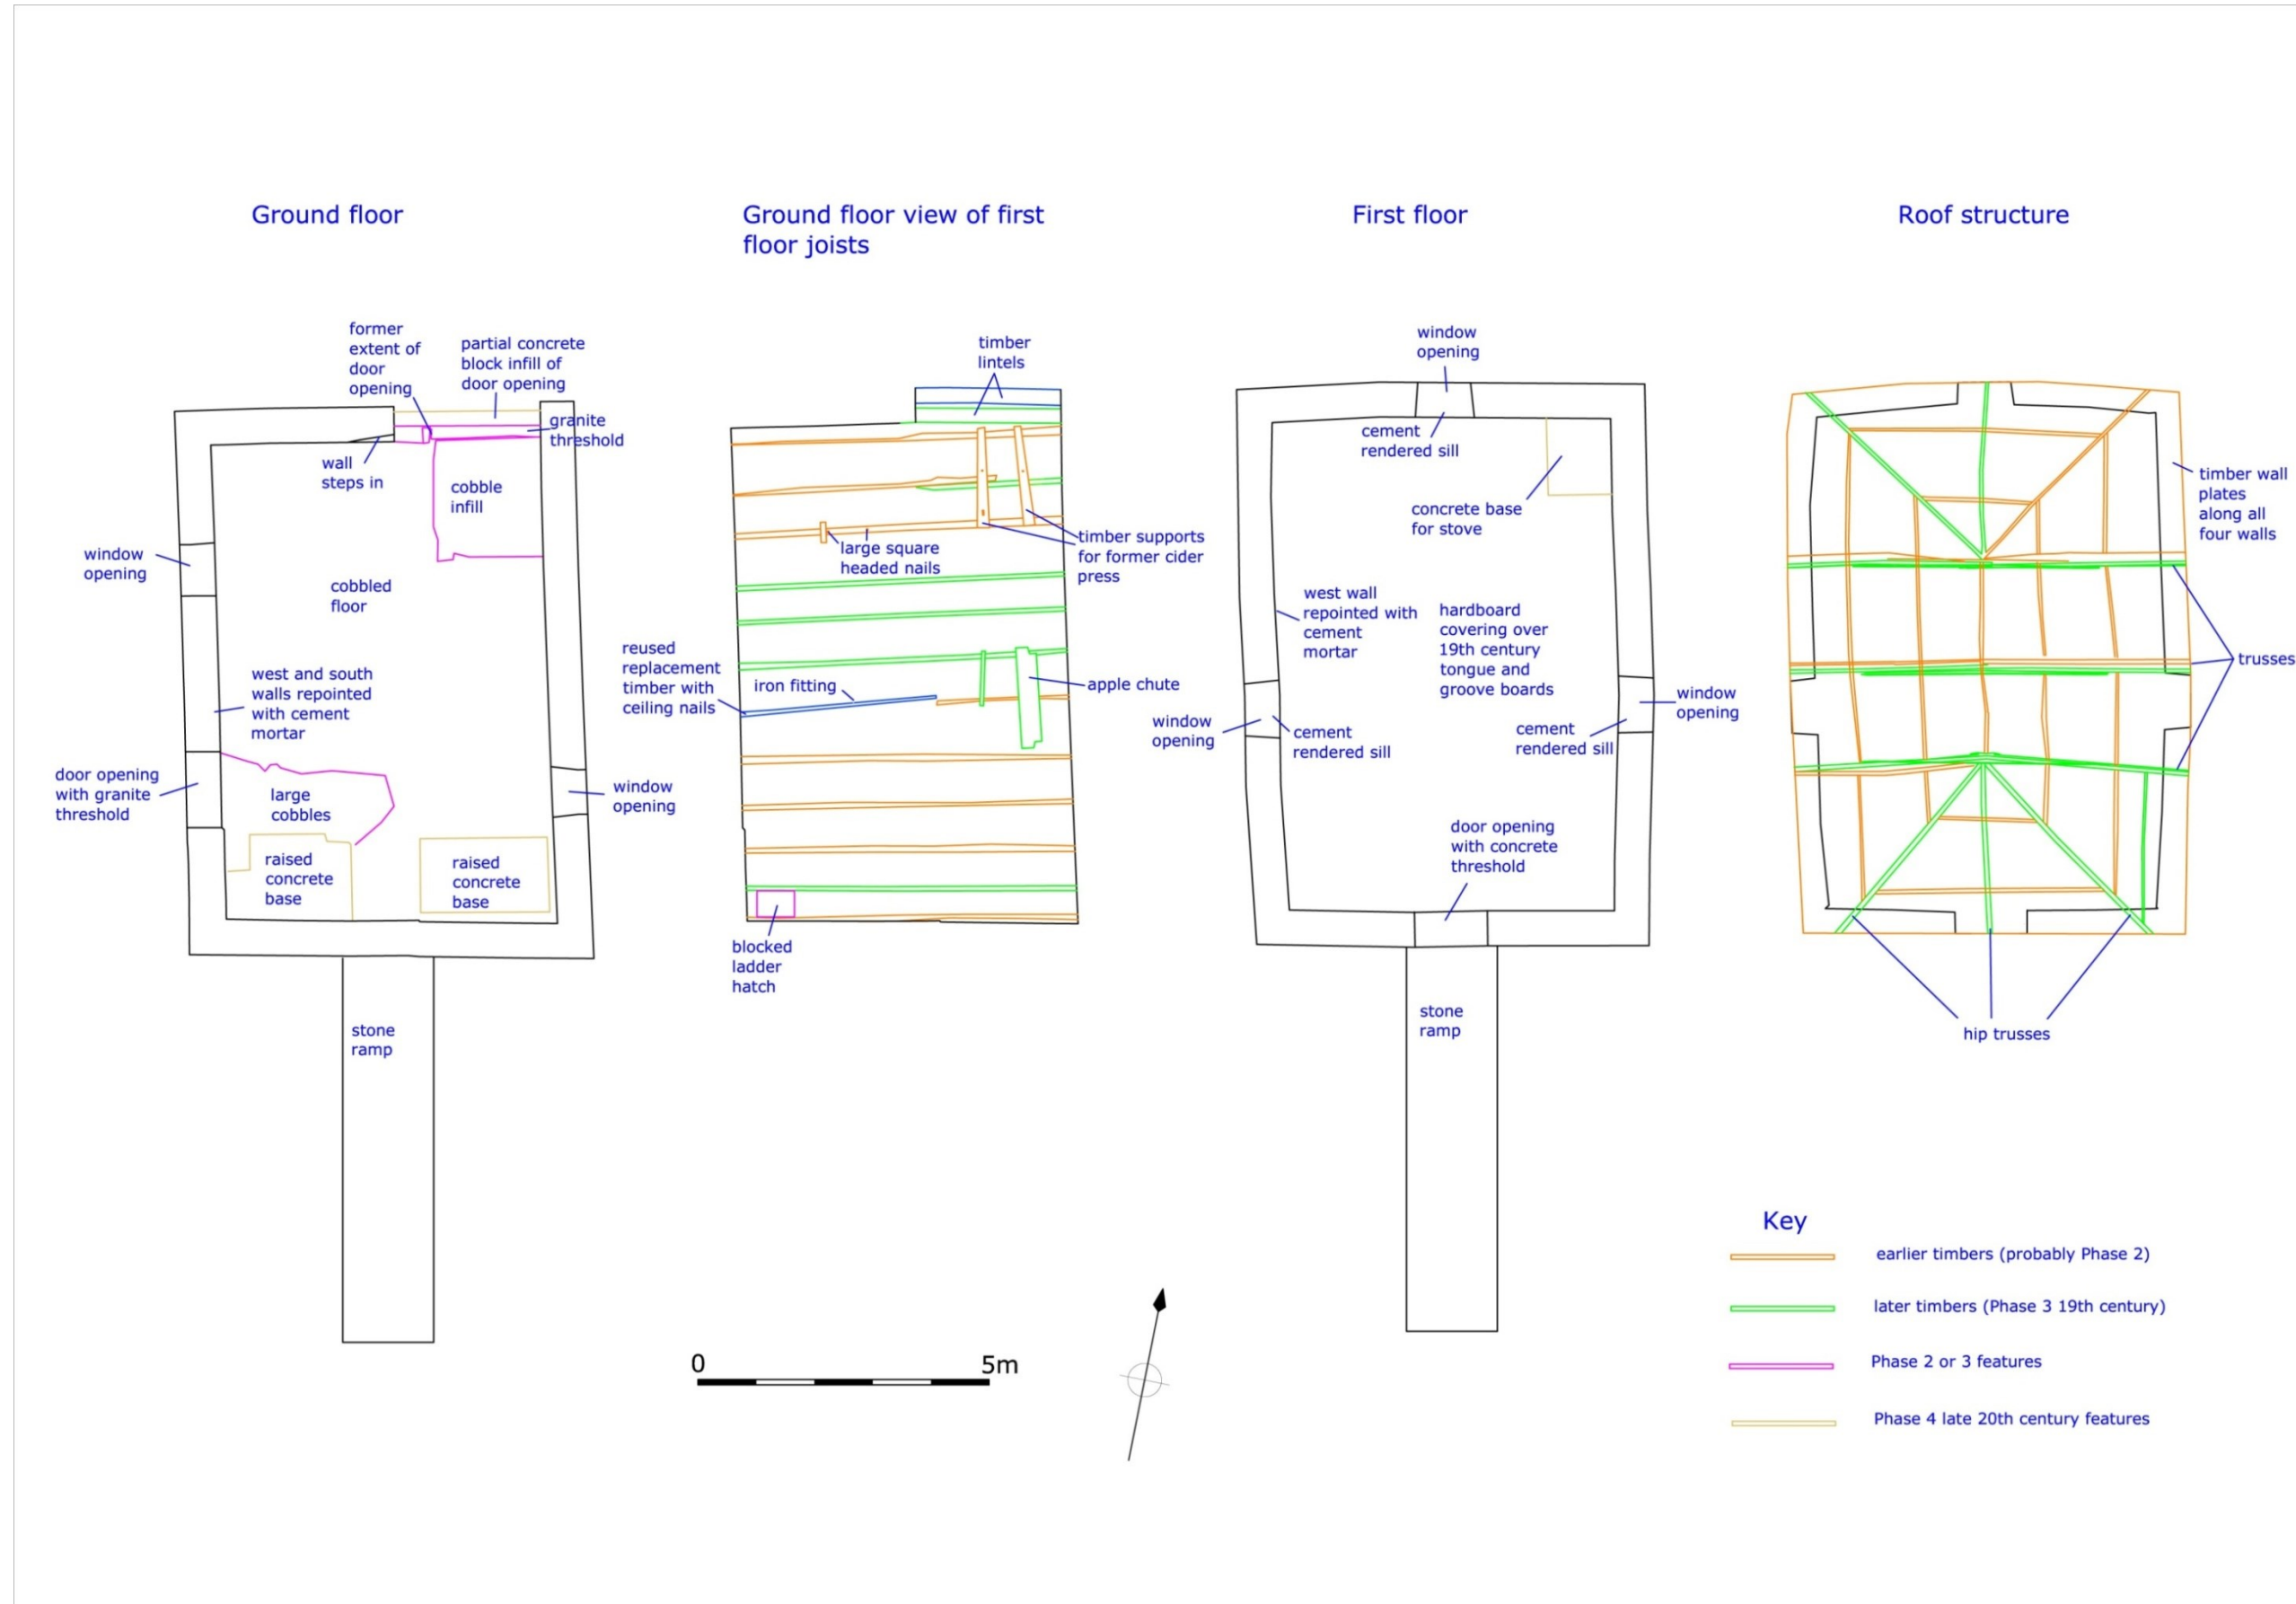 Ground floor
Ground floor view of first
floor joists
First floor
Roof structure
former
extent of
door
opening
partial concrete
block infill of
door opening
granite
threshold
wall
steps in
cobble
infill
window
opening
cobbled
floor
west and south
walls repointed
with cement
mortar
door opening
with granite
threshold
large
cobbles
raised
concrete
base
raised
concrete
base
window
opening
stone
ramp
timber
lintels
large square
headed nails
timber supports
for former cider
press
reused
replacement
timber with
ceiling nails
iron fitting
apple chute
blocked
ladder
hatch
window
opening
cement
rendered sill
concrete base
for stove
west wall
repointed with
cement
mortar
hardboard
covering over
19th century
tongue and
groove boards
window
opening
cement
rendered sill
cement
rendered sill
window
opening
door opening
with concrete
threshold
stone
ramp
timber wall
plates
along all
four walls
trusses
hip trusses
0 5m
Key
earlier timbers (probably Phase 2)
later timbers (Phase 3 19th century)
Phase 2 or 3 features
Phase 4 late 20th century features